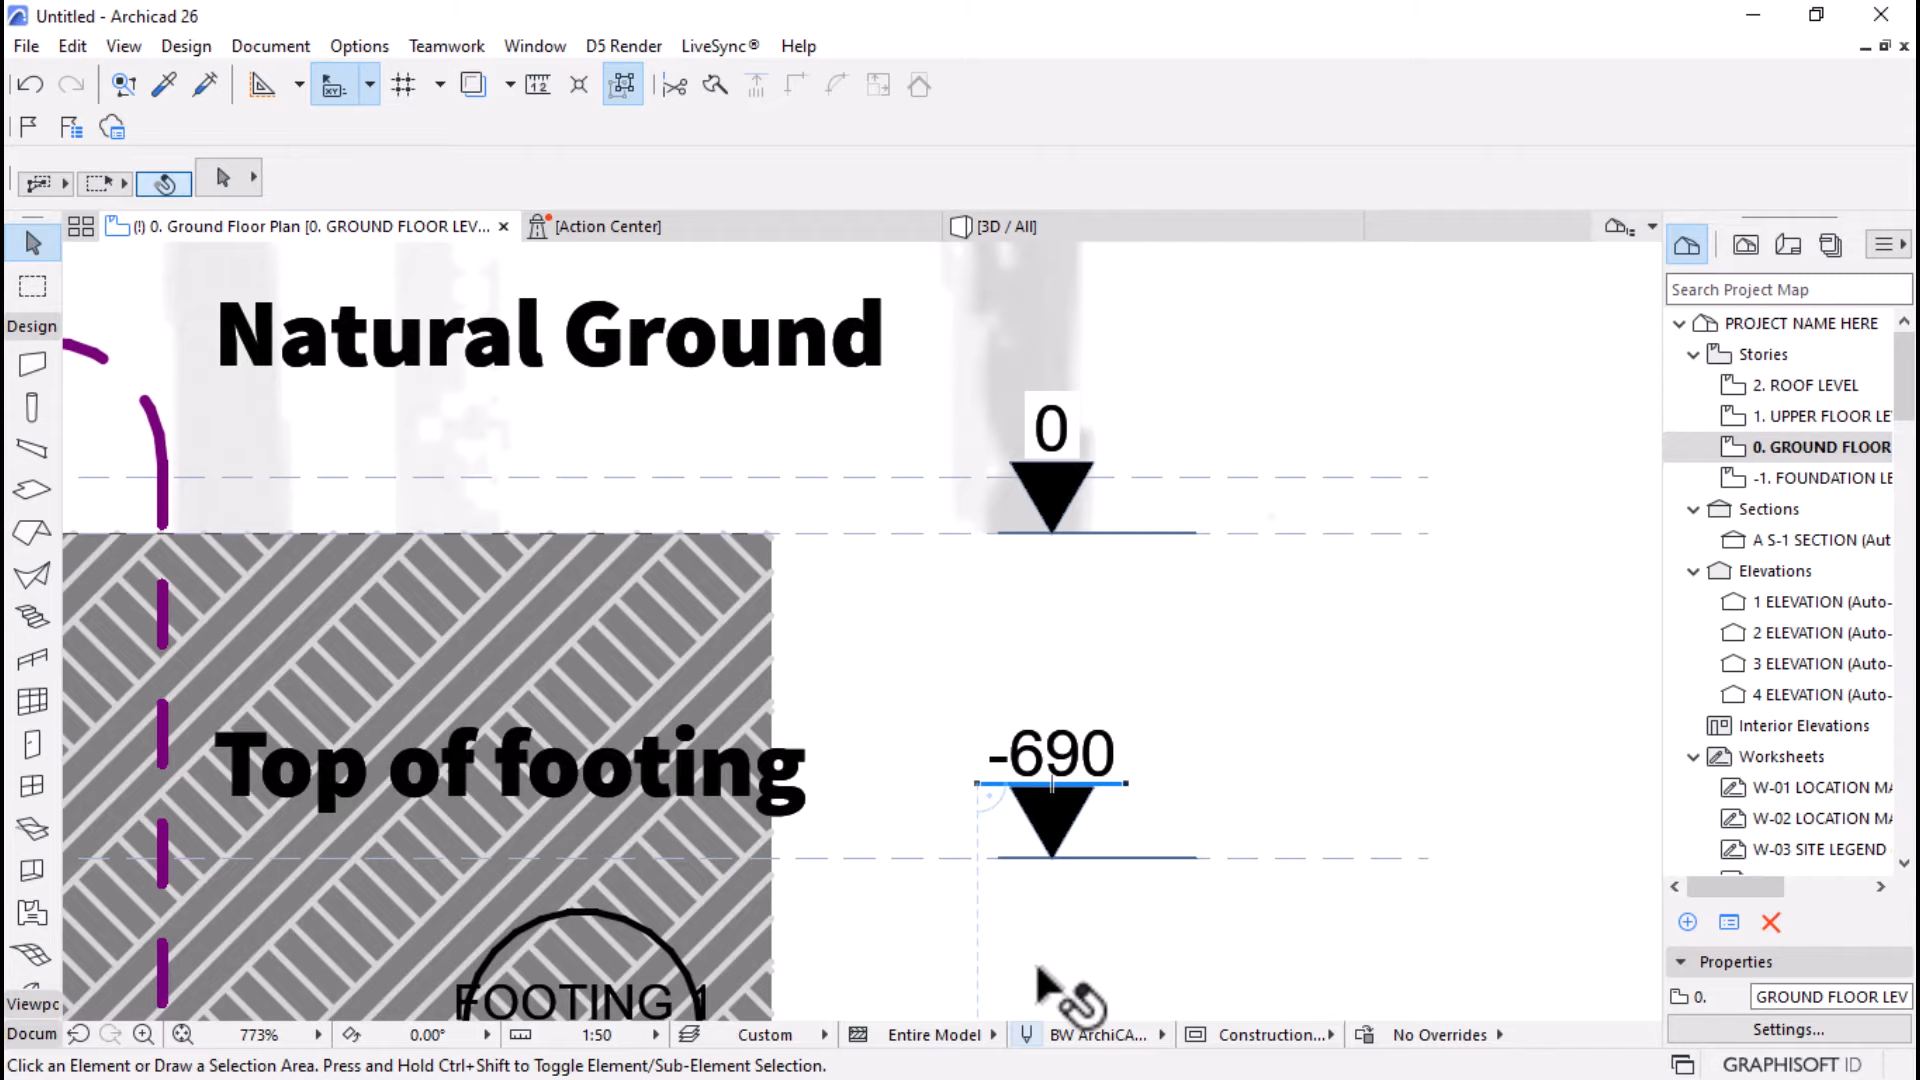 Untitled - Archicad 26
File Edit View Design Document Options Teamwork Window D5 Render LiveSync® Help
XY:
12
(!) 0. Ground Floor Plan [0. GROUND FLOOR LEV...
[Action Center]
[3D / All]
Design
Natural Ground
0
Top of footing
-690
FOOTING 1
Search Project Map
PROJECT NAME HERE
Stories
2. ROOF LEVEL
1. UPPER FLOOR LE
0. GROUND FLOOR
-1. FOUNDATION LE
Sections
A S-1 SECTION (Aut
Elevations
1 ELEVATION (Auto-
2 ELEVATION (Auto-
3 ELEVATION (Auto-
4 ELEVATION (Auto-
Interior Elevations
Worksheets
W-01 LOCATION MA
W-02 LOCATION MA
W-03 SITE LEGEND
Properties
0. GROUND FLOOR LEV
Settings...
Viewpc
Docum
773% 0.00° 1:50 Custom Entire Model BW ArchiCA... Construction... No Overrides
Click an Element or Draw a Selection Area. Press and Hold Ctrl+Shift to Toggle Element/Sub-Element Selection.
GRAPHISOFT ID